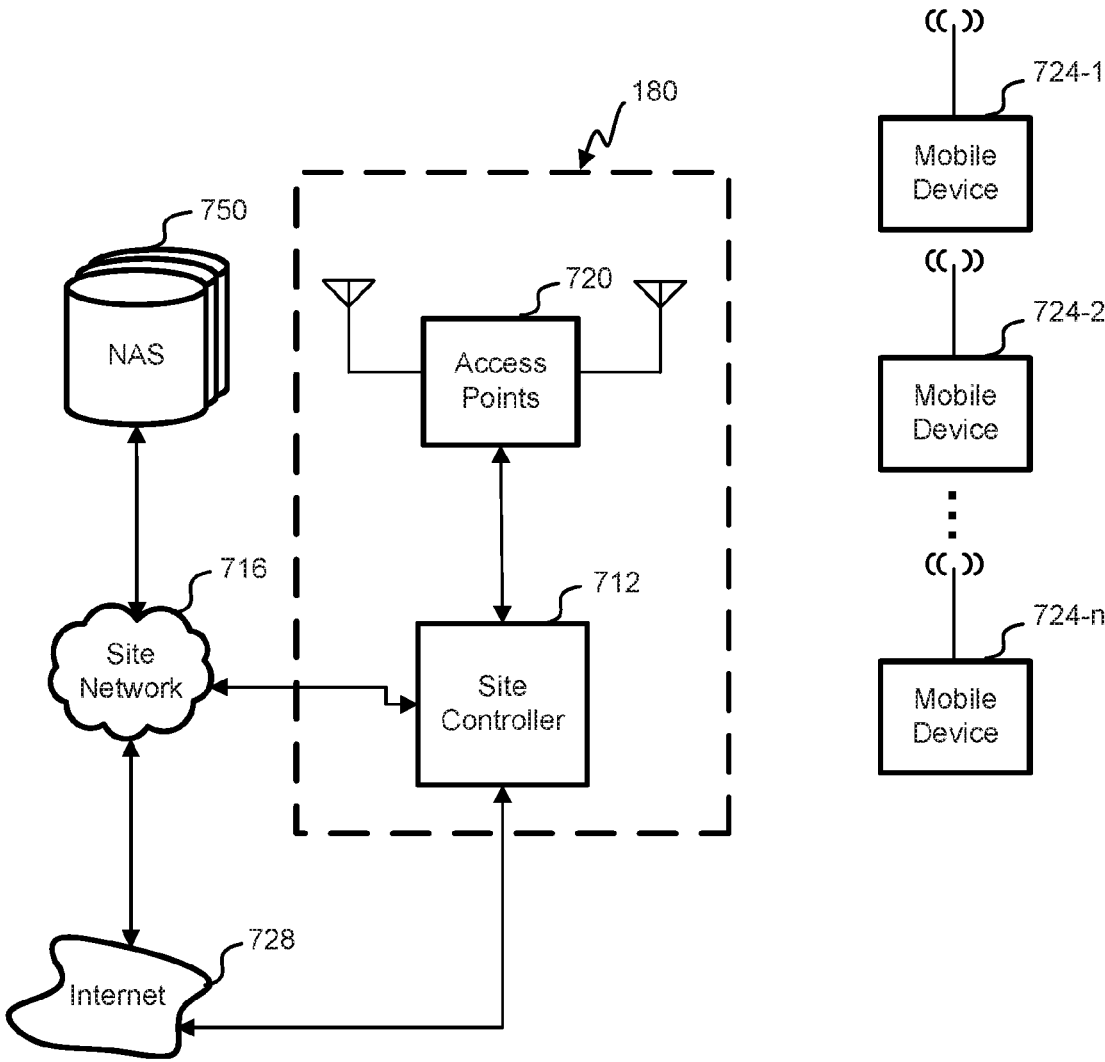 724-1
Mobile
Device
180
750
NAS
720
Access
Points
724-2
Mobile
Device
716
Site
Network
712
Site
Controller
724-n
Mobile
Device
728
Internet